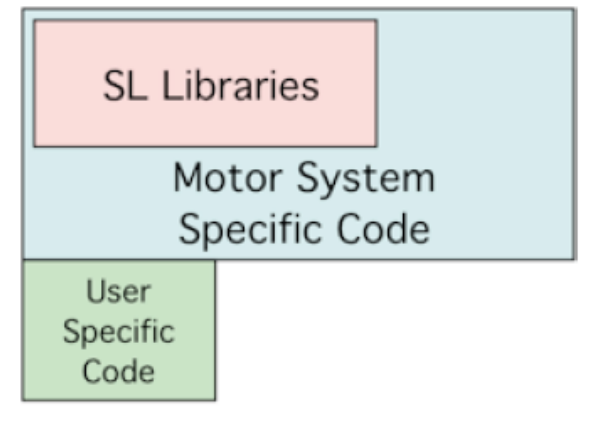 SL Libraries
Motor System
Specific Code
User
Specific
Code